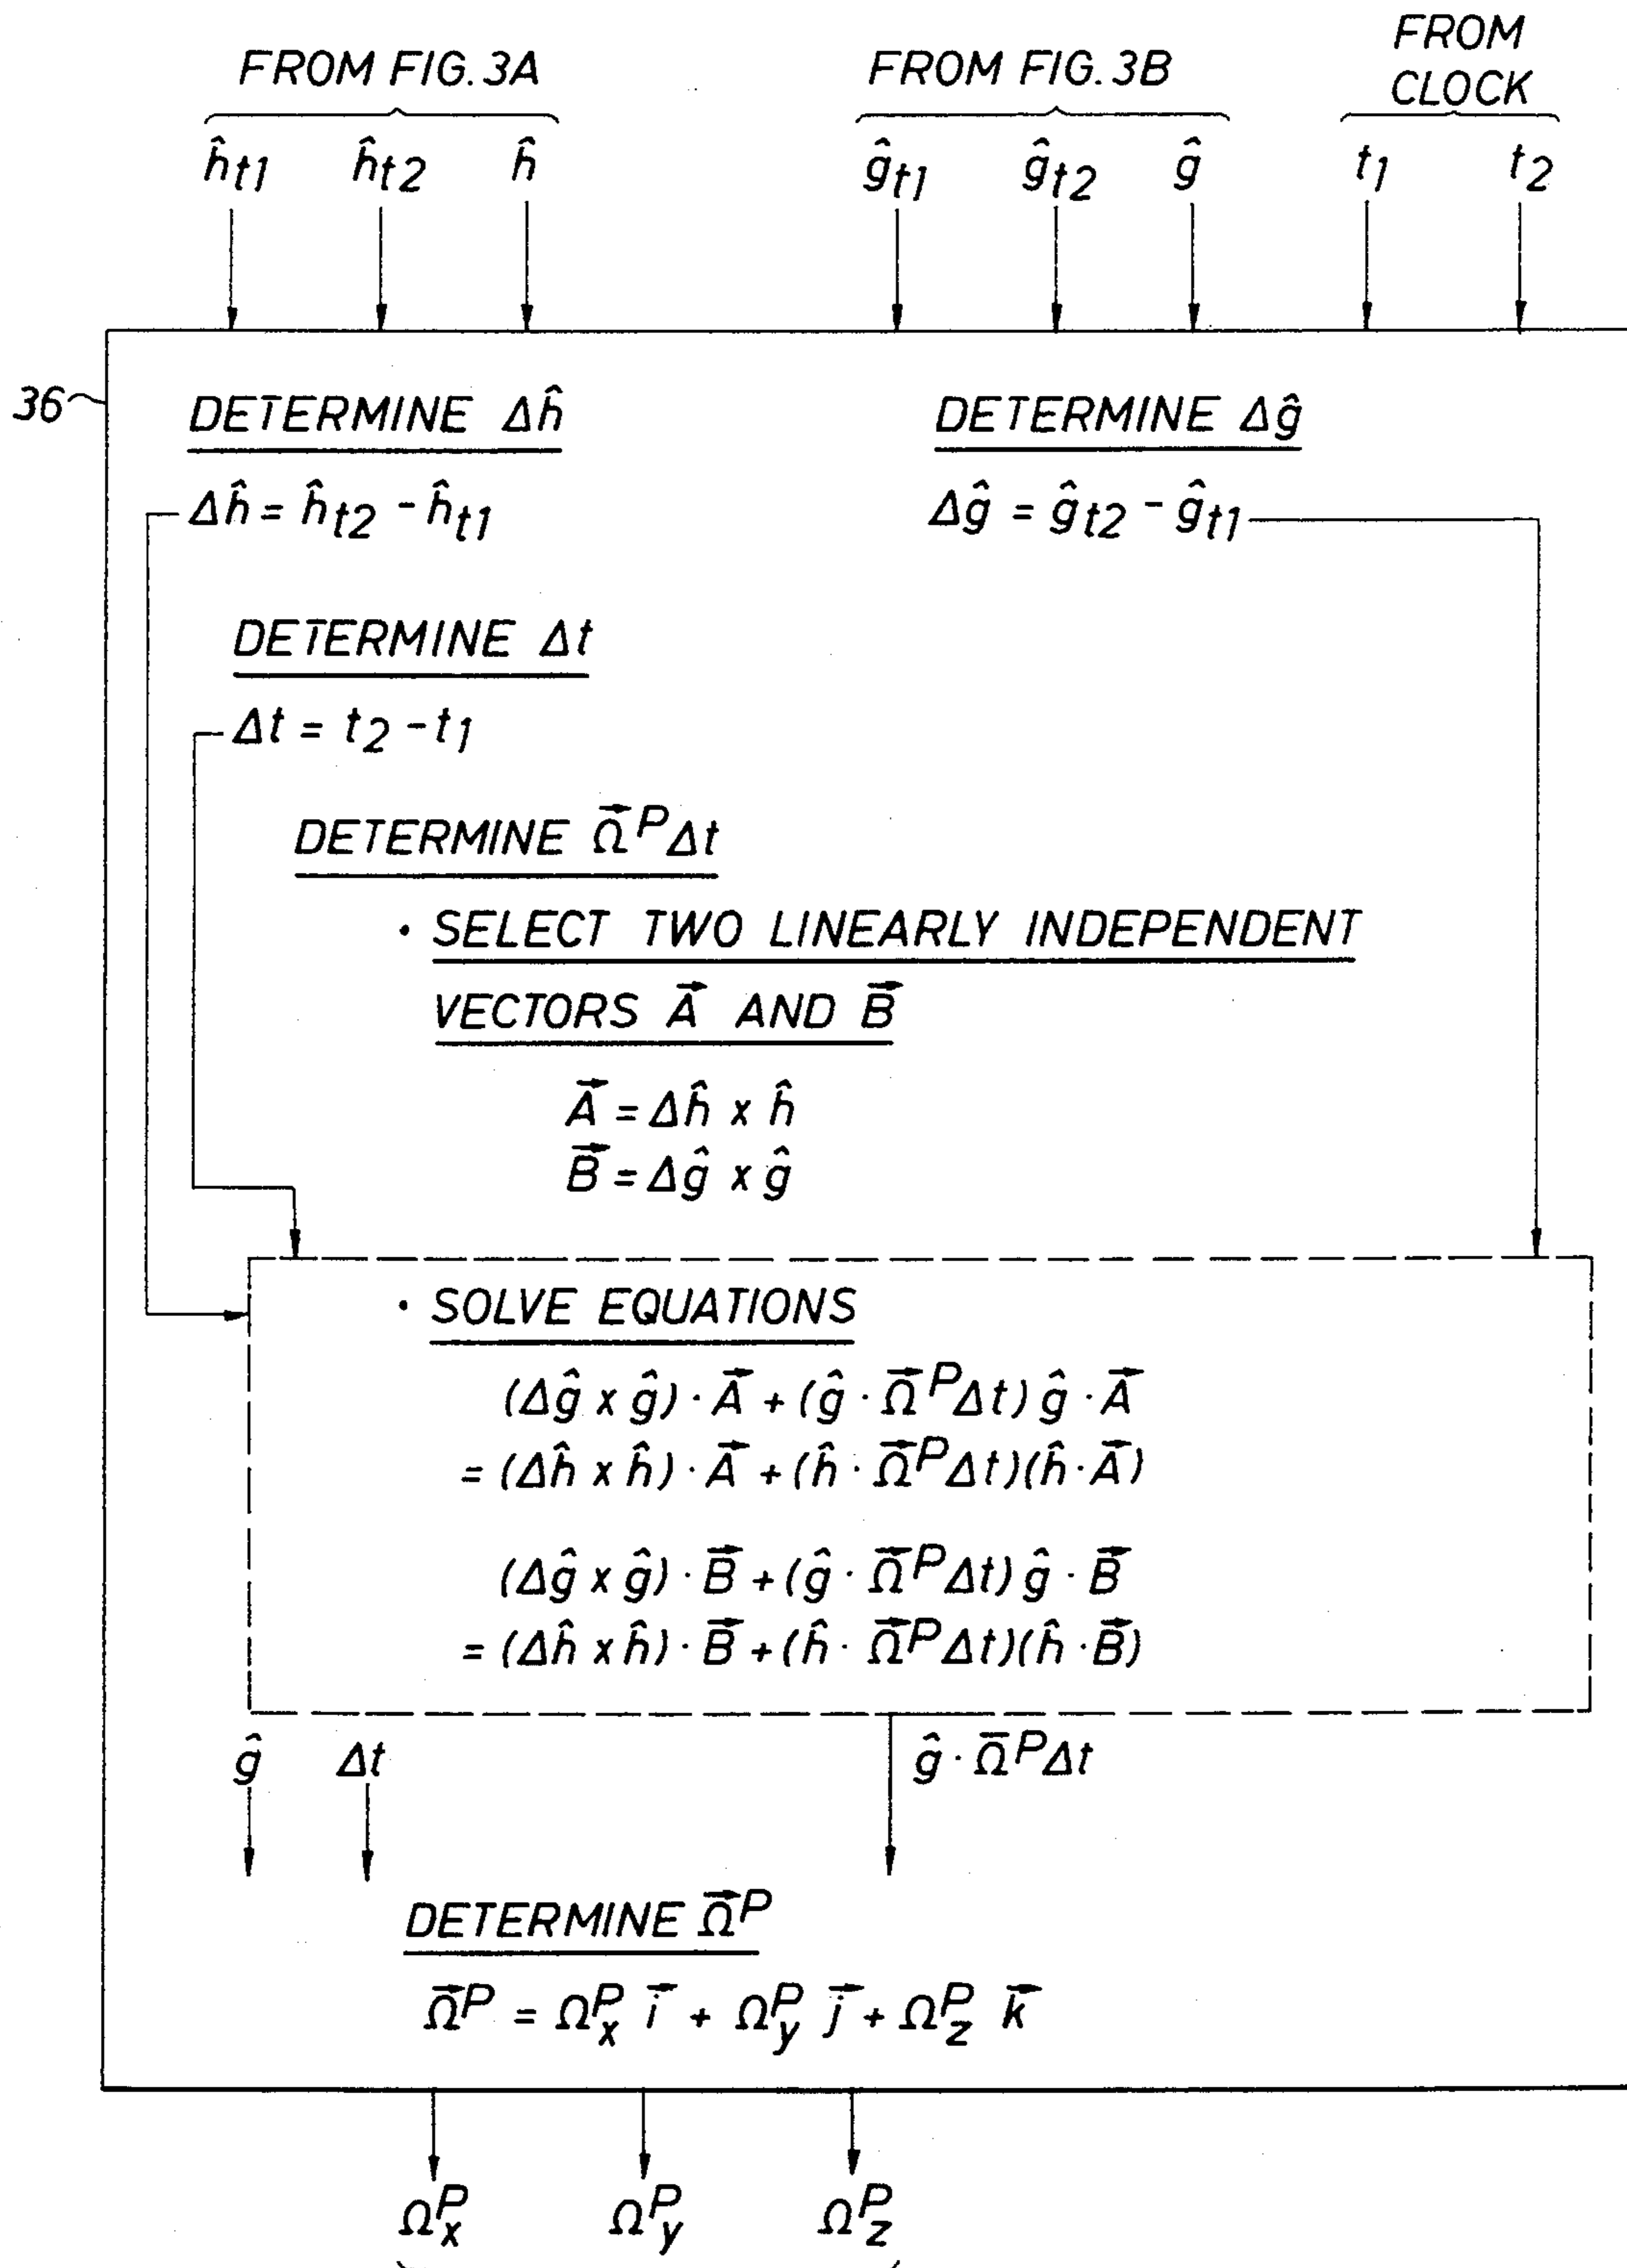 FROM FIG. 3A
FROM FIG. 3B
FROM
CLOCK
ĥt1 ĥt2 ĥ
ĝt1 ĝt2 ĝ
t1 t2
36
DETERMINE Δĥ
Δĥ = ĥt2 - ĥt1
DETERMINE Δĝ
Δĝ = ĝt2 - ĝt1
DETERMINE Δt
Δt = t2 - t1
DETERMINE Ω⃗ᴾΔt
· SELECT TWO LINEARLY INDEPENDENT
VECTORS A⃗ AND B⃗
A⃗ = Δĥ x ĥ
B⃗ = Δĝ x ĝ
· SOLVE EQUATIONS
(Δĝ x ĝ) · A⃗ + (ĝ · Ω⃗ᴾΔt) ĝ · A⃗
= (Δĥ x ĥ) · A⃗ + (ĥ · Ω⃗ᴾΔt)(ĥ · A⃗)
(Δĝ x ĝ) · B⃗ + (ĝ · Ω⃗ᴾΔt) ĝ · B⃗
= (Δĥ x ĥ) · B⃗ + (ĥ · Ω⃗ᴾΔt)(ĥ · B⃗)
ĝ Δt
ĝ · Ω̄ᴾΔt
DETERMINE Ω⃗ᴾ
Ω⃗ᴾ = Ωᴾx i⃗ + Ωᴾy j⃗ + Ωᴾz k⃗
Ωᴾx Ωᴾy Ωᴾz